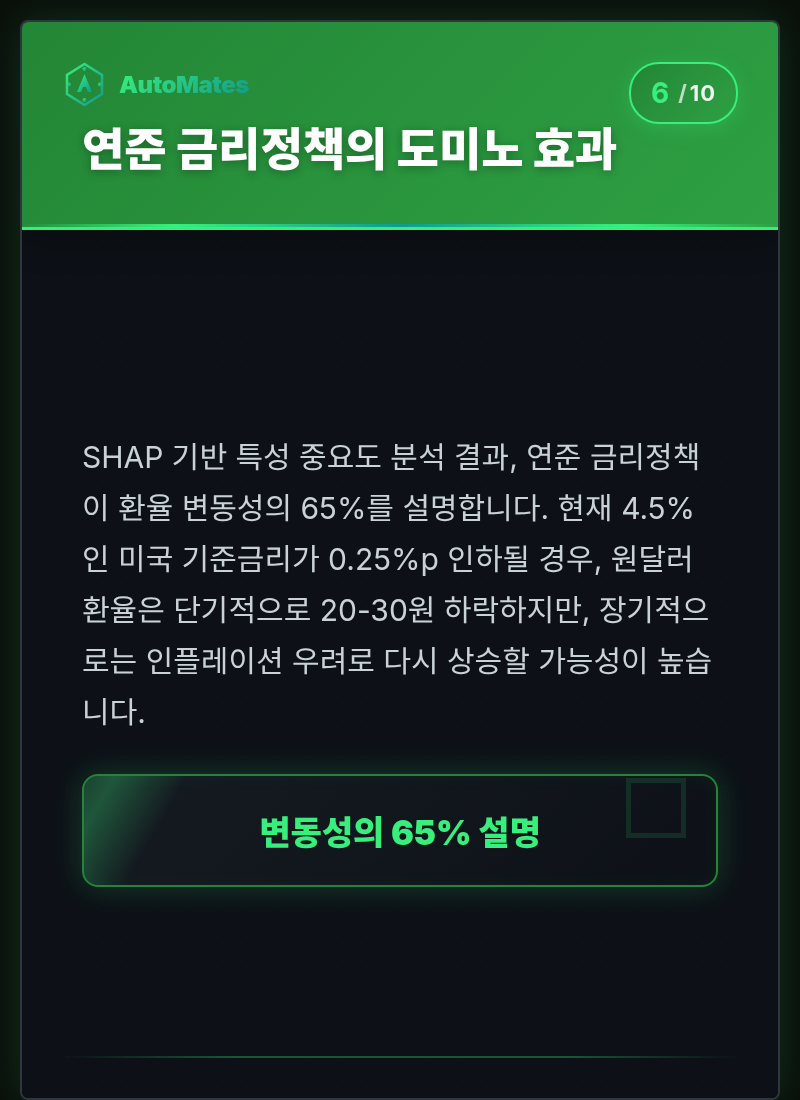 AutoMates
6 /10
연준 금리정책의 도미노 효과
SHAP 기반 특성 중요도 분석 결과, 연준 금리정책
이 환율 변동성의 65%를 설명합니다. 현재 4.5%
인 미국 기준금리가 0.25%p 인하될 경우, 원달러
환율은 단기적으로 20-30원 하락하지만, 장기적으
로는 인플레이션 우려로 다시 상승할 가능성이 높습
니다.
변동성의 65% 설명